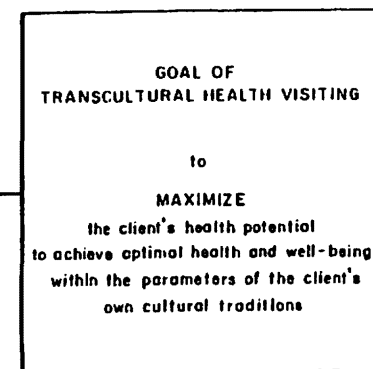 GOAL OF
TRANSCULTURAL HEALTH VISITING
to
MAXIMIZE
the client's health potential
to achieve optimal health and well-being
within the parameters of the client's
own cultural traditions